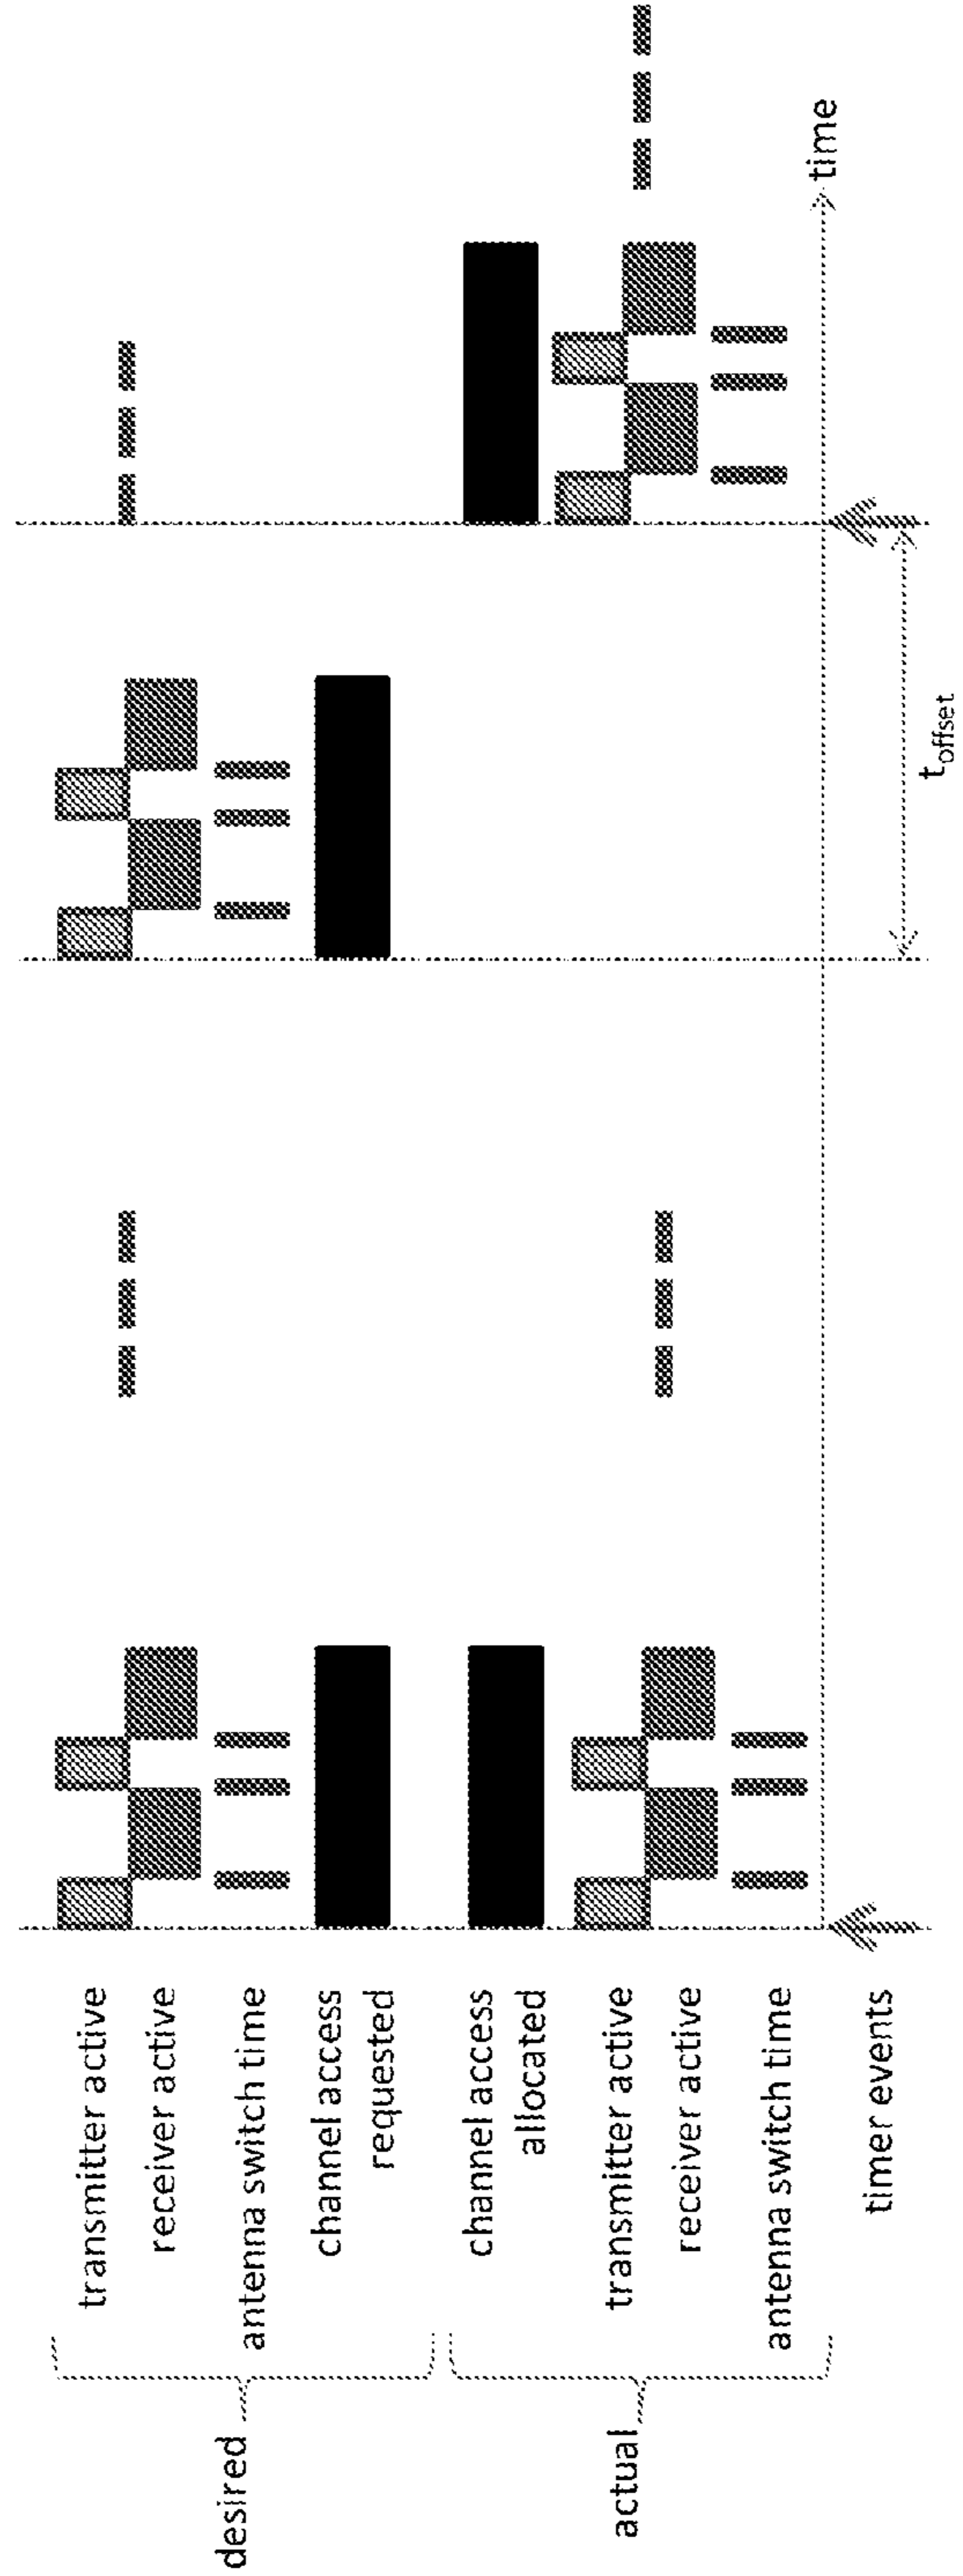 desired
transmitter active
receiver active
antenna switch time
channel access
requested
actual
channel access
allocated
transmitter active
receiver active
antenna switch time
timer events
time
toffset